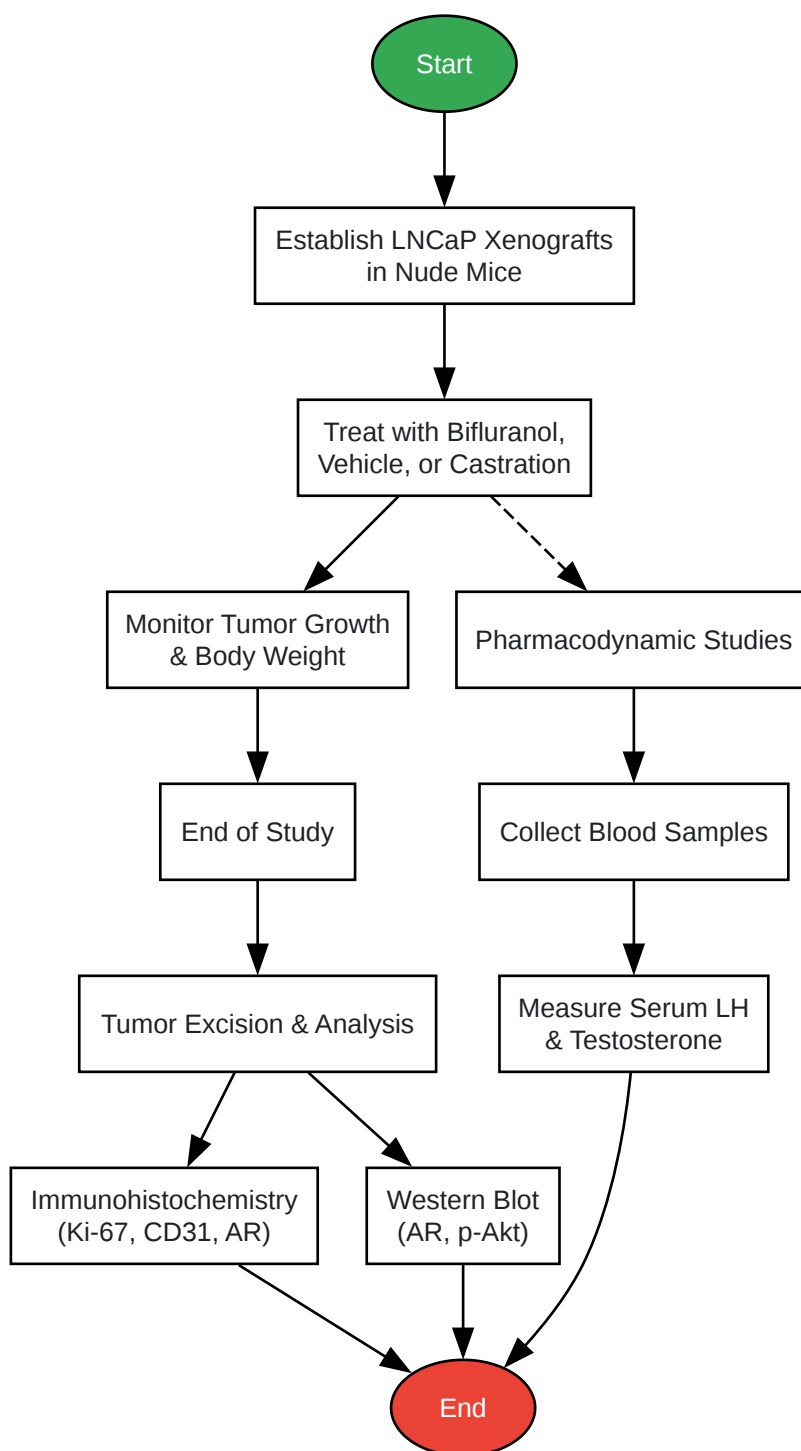 Start
Establish LNCaP Xenografts
in Nude Mice
Treat with Bifluranol,
Vehicle, or Castration
Monitor Tumor Growth
& Body Weight
Pharmacodynamic Studies
End of Study
Collect Blood Samples
Tumor Excision & Analysis
Measure Serum LH
& Testosterone
Immunohistochemistry
(Ki-67, CD31, AR)
Western Blot
(AR, p-Akt)
End